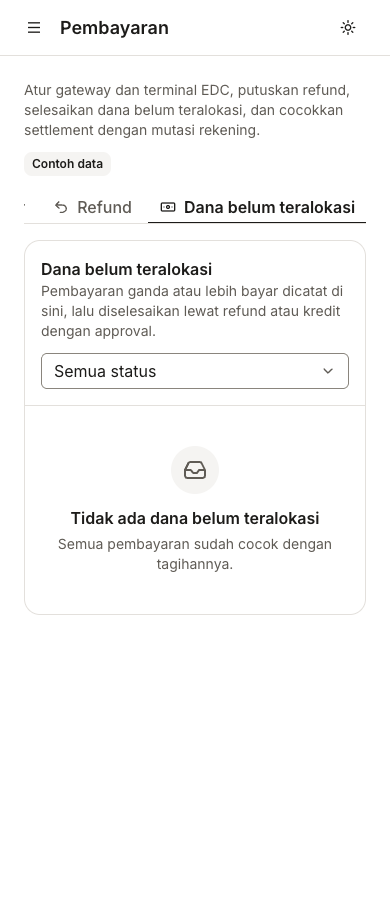 Pembayaran
Atur gateway dan terminal EDC, putuskan refund,
selesaikan dana belum teralokasi, dan cocokkan
settlement dengan mutasi rekening.
Contoh data
Refund
Dana belum teralokasi
Dana belum teralokasi
Pembayaran ganda atau lebih bayar dicatat di
sini, lalu diselesaikan lewat refund atau kredit
dengan approval.
Semua status
Tidak ada dana belum teralokasi
Semua pembayaran sudah cocok dengan
tagihannya.